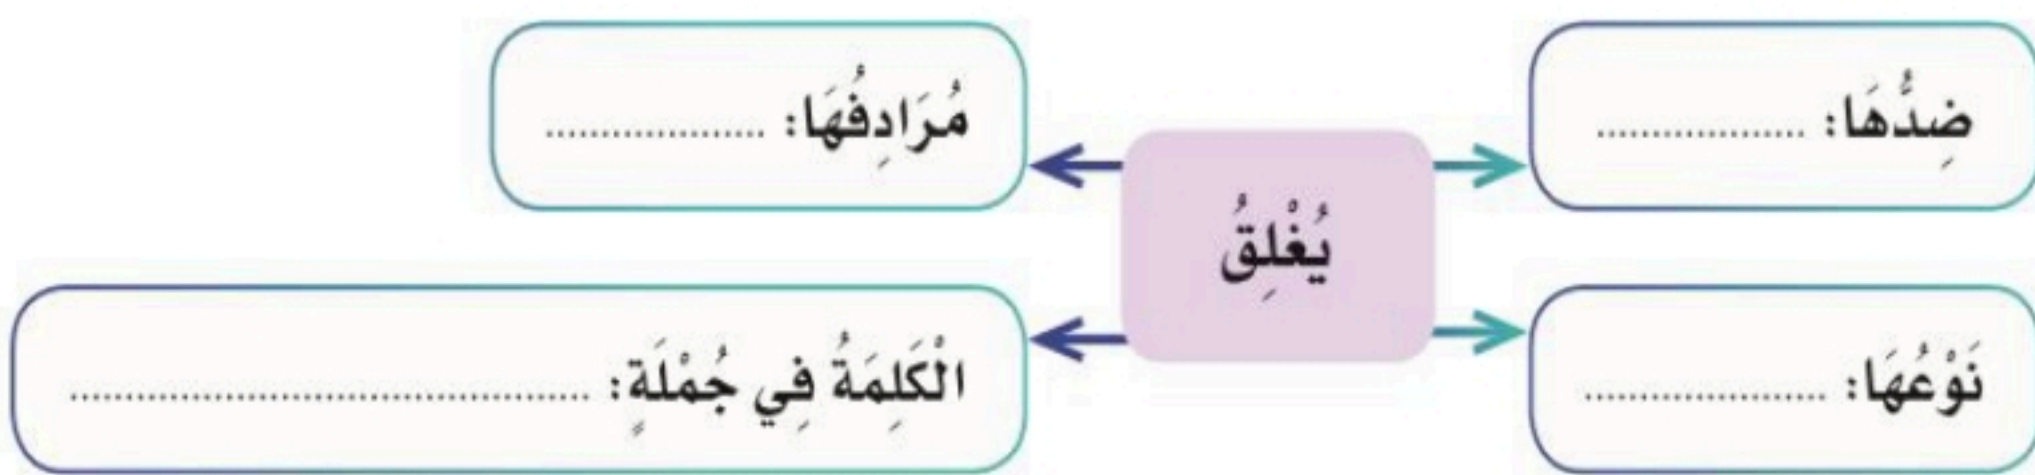 ضِدُّهَا: ...................
مُرَادِفُهَا: ....................
يُغْلِقُ
نَوْعُهَا: ......................
الْكَلِمَةُ فِي جُمْلَةٍ: ................................................